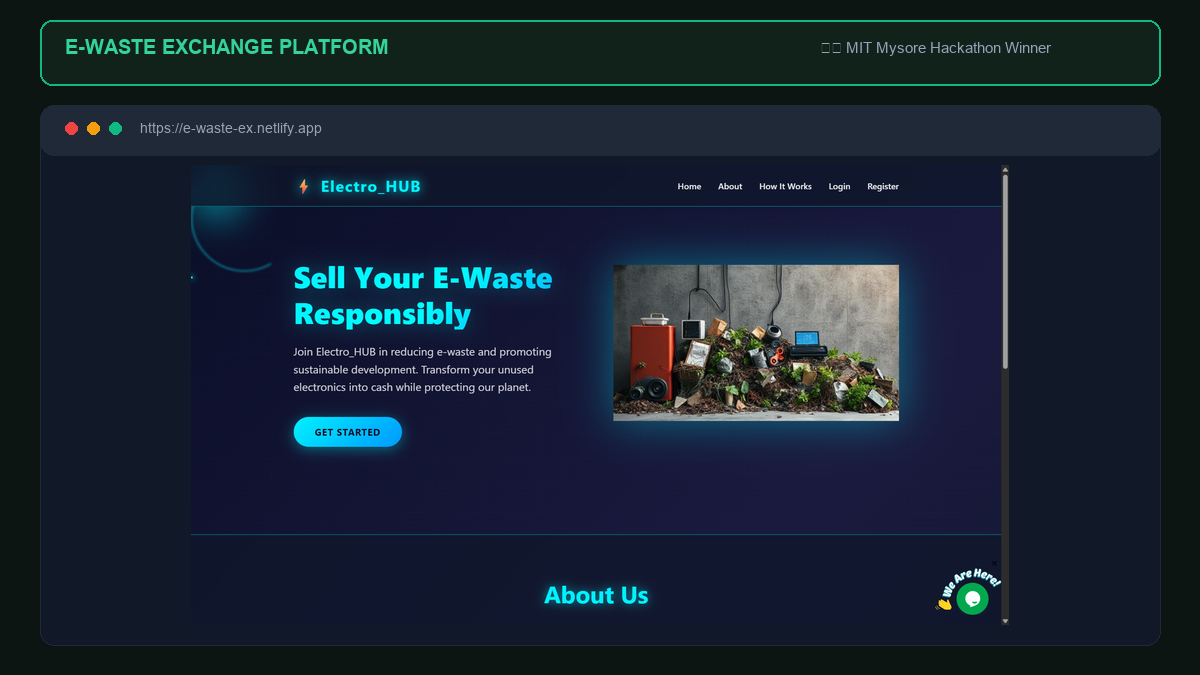 E-WASTE EXCHANGE PLATFORM
MIT Mysore Hackathon Winner
https://e-waste-ex.netlify.app
Electro_HUB
Home About How It Works Login Register
Sell Your E-Waste
Responsibly
Join Electro_HUB in reducing e-waste and promoting
sustainable development. Transform your unused
electronics into cash while protecting our planet.
GET STARTED
About Us
We Are Here!